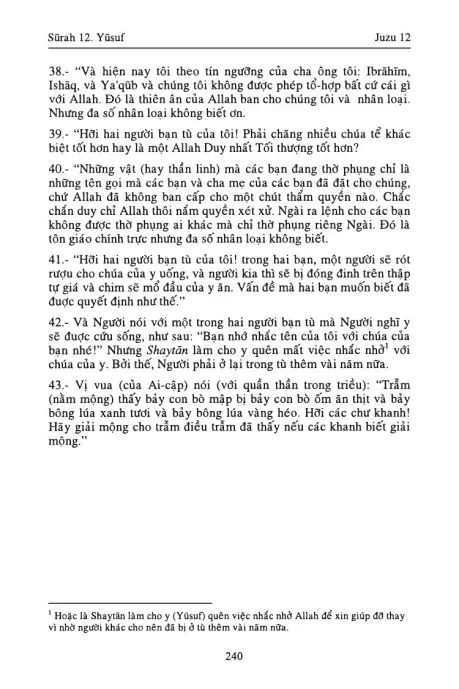 Sūrah 12. Yūsuf Juzu 12
38.- “Và hiện nay tôi theo tín ngưỡng của cha ông tôi: Ibrāhīm,
Ishāq, và Ya'qūb và chúng tôi không được phép tổ-hợp bất cứ cái gì
với Allah. Đó là thiên ân của Allah ban cho chúng tôi và nhân loại.
Nhưng đa số nhân loại không biết ơn.
39.- “Hỡi hai người bạn tù của tôi! Phải chăng nhiều chúa tể khác
biệt tốt hơn hay là một Allah Duy nhất Tối thượng tốt hơn?
40.- “Những vật (hay thần linh) mà các bạn đang thờ phụng chỉ là
những tên gọi mà các bạn và cha mẹ của các bạn đã đặt cho chúng,
chứ Allah đã không ban cấp cho một chút thẩm quyền nào. Chắc
chắn duy chỉ Allah thôi nắm quyền xét xử. Ngài ra lệnh cho các bạn
không được thờ phụng ai khác mà chỉ thờ phụng riêng Ngài. Đó là
tôn giáo chính trực nhưng đa số nhân loại không biết.
41.- “Hỡi hai người bạn tù của tôi! trong hai bạn, một người sẽ rót
rượu cho chúa của y uống, và người kia thì sẽ bị đóng đinh trên thập
tự giá và chim sẽ mổ đầu của y ăn. Vấn đề mà hai bạn muốn biết đã
được quyết định như thế.”
42.- Và Người nói với một trong hai người bạn tù mà Người nghĩ y
sẽ được cứu sống, như sau: “Bạn nhớ nhắc tên của tôi với chúa của
bạn nhé!” Nhưng Shaytān làm cho y quên mất việc nhắc nhở¹ với
chúa của y. Bởi thế, Người phải ở lại trong tù thêm vài năm nữa.
43.- Vị vua (của Ai-cập) nói (với quần thần trong triều): “Trẫm
(nằm mộng) thấy bảy con bò mập bị bảy con bò ốm ăn thịt và bảy
bông lúa xanh tươi và bảy bông lúa vàng héo. Hỡi các chư khanh!
Hãy giải mộng cho trẫm điều trẫm đã thấy nếu các khanh biết giải
mộng.”
¹ Hoặc là Shaytān làm cho y (Yūsuf) quên việc nhắc nhở Allah để xin giúp đỡ thay
vì nhờ người khác cho nên đã bị ở tù thêm vài năm nữa.
240